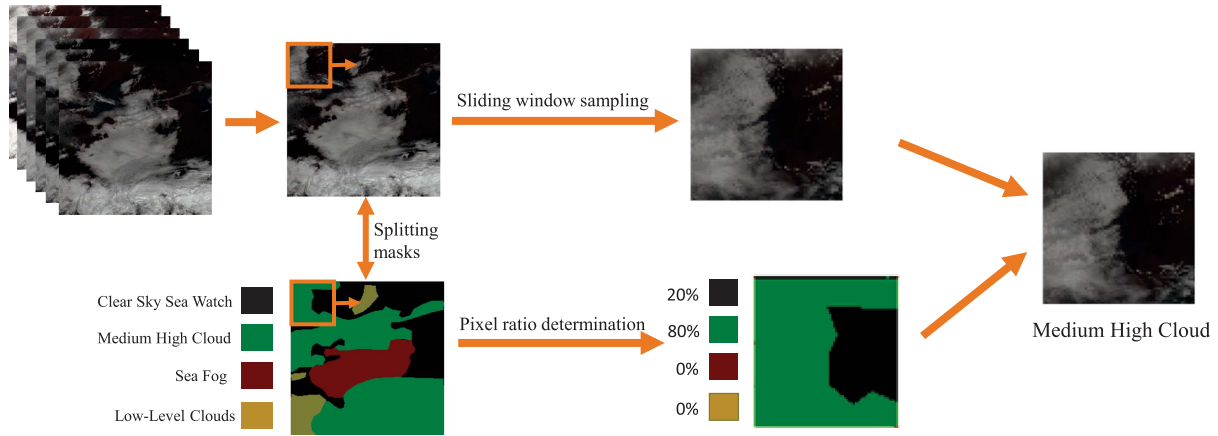 Sliding window sampling
Splitting
masks
Clear Sky Sea Watch
Medium High Cloud
Sea Fog
Low-Level Clouds
Pixel ratio determination
20%
80%
0%
0%
Medium High Cloud